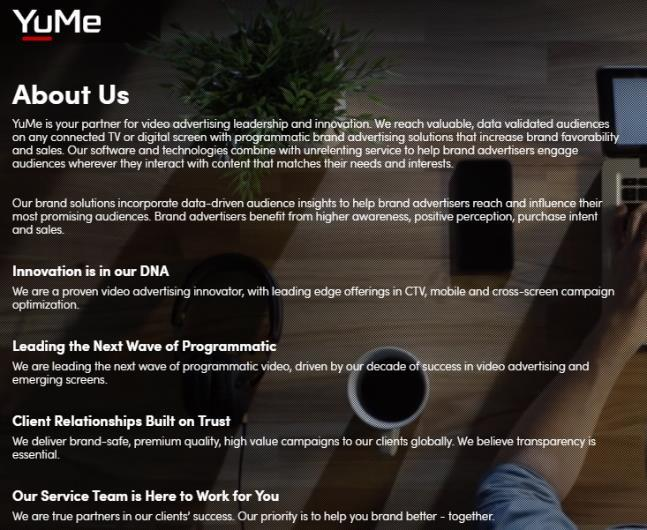 YuMe
About Us
YuMe is your partner for video advertising leadership and innovation. We reach valuable, data validated audiences
on any connected TV or digital screen with programmatic brand advertising solutions that increase brand favorability
and sales. Our software and technologies combine with unrelenting service to help brand advertisers engage
audiences wherever they interact with content that matches their needs and interests.
Our brand solutions incorporate data-driven audience insights to help brand advertisers reach and influence their
most promising audiences. Brand advertisers benefit from higher awareness, positive perception, purchase intent
and sales.
Innovation is in our DNA
We are a proven video advertising innovator, with leading edge offerings in CTV, mobile and cross-screen campaign
optimization.
Leading the Next Wave of Programmatic
We are leading the next wave of programmatic video, driven by our decade of success in video advertising and
emerging screens.
Client Relationships Built on Trust
We deliver brand-safe, premium quality, high value campaigns to our clients globally. We believe transparency is
essential.
Our Service Team is Here to Work for You
We are true partners in our clients' success. Our priority is to help you brand better - together.